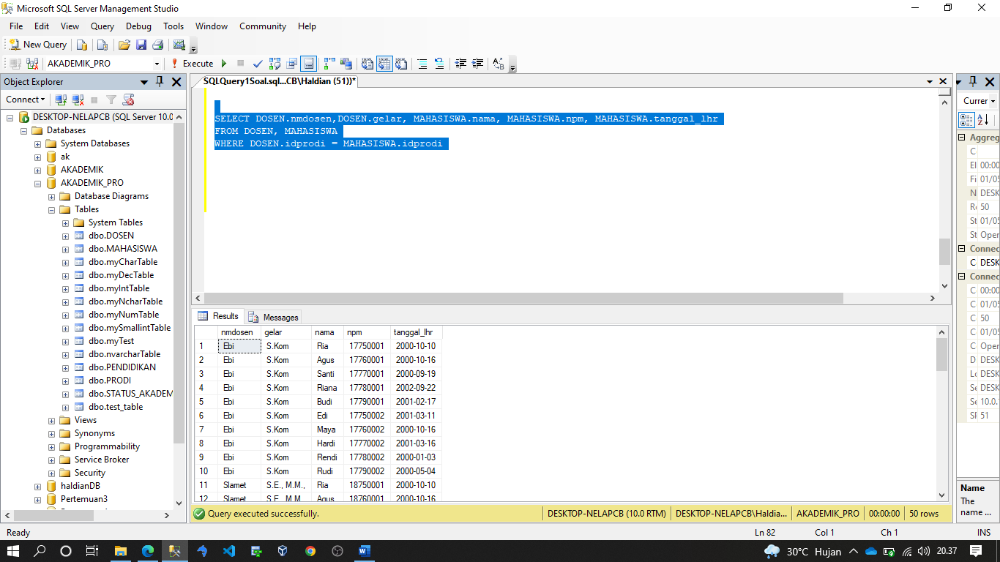 Microsoft SQL Server Management Studio
File Edit View Query Debug Tools Window Community Help
New Query
AKADEMIK_PRO Execute
Object Explorer
Connect
DESKTOP-NELAPCB (SQL Server 10.0
Databases
System Databases
ak
AKADEMIK
AKADEMIK_PRO
Database Diagrams
Tables
System Tables
dbo.DOSEN
dbo.MAHASISWA
dbo.myCharTable
dbo.myDecTable
dbo.myIntTable
dbo.myNcharTable
dbo.myNumTable
dbo.mySmallintTable
dbo.myTest
dbo.nvarcharTable
dbo.PENDIDIKAN
dbo.PRODI
dbo.STATUS_AKADEM
dbo.test_table
Views
Synonyms
Programmability
Service Broker
Security
haldianDB
Pertemuan3
SQLQuery1Soal.sql...CB\Haldian (51))*
SELECT DOSEN.nmdosen,DOSEN.gelar, MAHASISWA.nama, MAHASISWA.npm, MAHASISWA.tanggal_lhr
FROM DOSEN, MAHASISWA
WHERE DOSEN.idprodi = MAHASISWA.idprodi
Results Messages
nmdosen gelar nama npm tanggal_lhr
1 Ebi S.Kom Ria 17750001 2000-10-10
2 Ebi S.Kom Agus 17760001 2000-10-16
3 Ebi S.Kom Santi 17770001 2000-09-19
4 Ebi S.Kom Riana 17780001 2002-09-22
5 Ebi S.Kom Budi 17790001 2001-02-17
6 Ebi S.Kom Edi 17750002 2001-03-11
7 Ebi S.Kom Maya 17760002 2000-10-16
8 Ebi S.Kom Hardi 17770002 2001-03-16
9 Ebi S.Kom Rendi 17780002 2000-01-03
10 Ebi S.Kom Rudi 17790002 2000-05-04
11 Slamet S.E., M.M., Ria 18750001 2000-10-10
12 Slamet S.E., M.M. Agus 18760001 2000-10-16
Query executed successfully. DESKTOP-NELAPCB (10.0 RTM) DESKTOP-NELAPCB\Haldia... AKADEMIK_PRO 00:00:00 50 rows
Currer
Aggreg
C
El 00:00
Fi 01/05
N DESK
Re 50
St 01/05
St Oper
Connec
C DESK
Connec
C 00:00
C 01/05
C 50
C 01/05
C Oper
D DESK
Lo DESK
Se DESK
Se 10.0.
SP 51
Name
The
name ...
Ready Ln 82 Col 1 Ch 1 INS
30°C Hujan 20.37